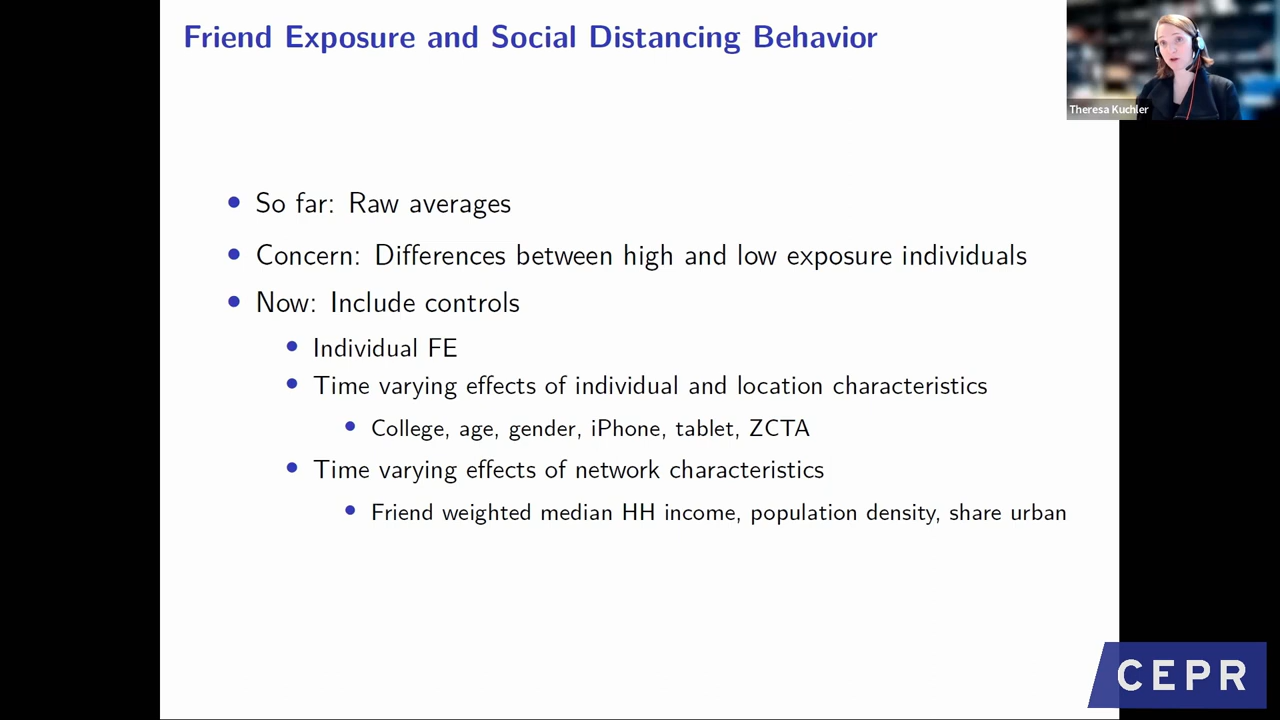 Friend Exposure and Social Distancing Behavior
Theresa Kuchler
So far: Raw averages
Concern: Differences between high and low exposure individuals
Now: Include controls
Individual FE
Time varying effects of individual and location characteristics
College, age, gender, iPhone, tablet, ZCTA
Time varying effects of network characteristics
Friend weighted median HH income, population density, share urban
CEPR